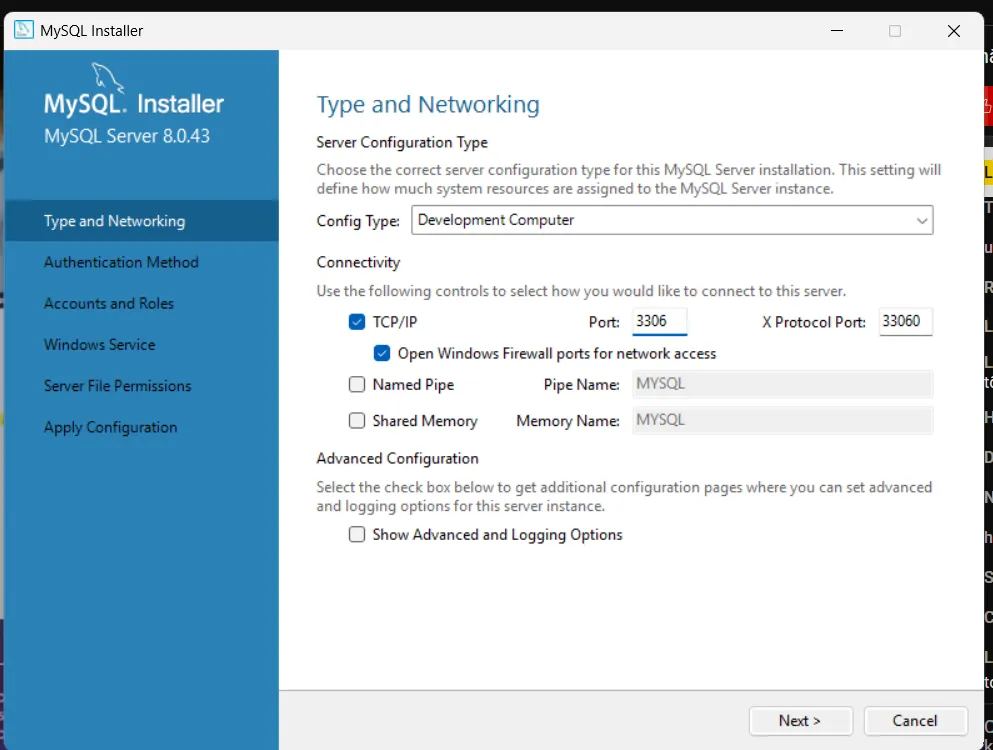 MySQL Installer
MySQL. Installer
MySQL Server 8.0.43
Type and Networking
Authentication Method
Accounts and Roles
Windows Service
Server File Permissions
Apply Configuration
Type and Networking
Server Configuration Type
Choose the correct server configuration type for this MySQL Server installation. This setting will
define how much system resources are assigned to the MySQL Server instance.
Config Type: Development Computer
Connectivity
Use the following controls to select how you would like to connect to this server.
TCP/IP Port: 3306 X Protocol Port: 33060
Open Windows Firewall ports for network access
Named Pipe Pipe Name: MYSQL
Shared Memory Memory Name: MYSQL
Advanced Configuration
Select the check box below to get additional configuration pages where you can set advanced
and logging options for this server instance.
Show Advanced and Logging Options
Next > Cancel